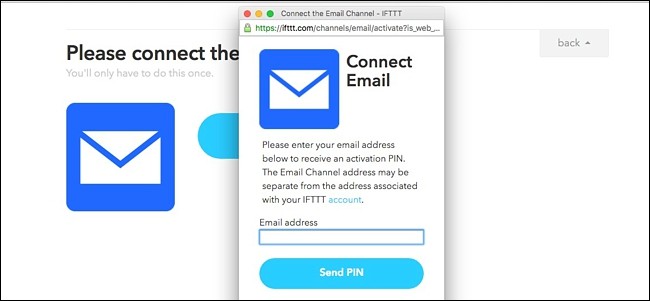 Connect the Email Channel - IFTTT
https://ifttt.com/channels/email/activate?is_web_...
Please connect the
You'll only have to do this once.
back
Connect
Email
Please enter your email address
below to receive an activation PIN.
The Email Channel address may be
separate from the address associated
with your IFTTT account.
Email address
Send PIN